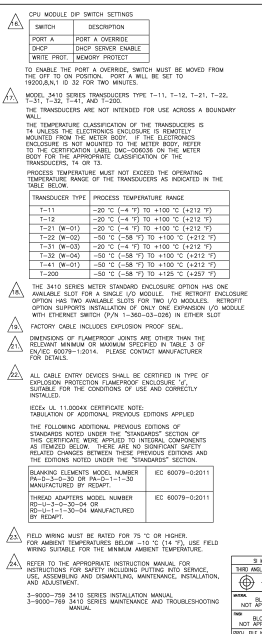 16. CPU MODULE DIP SWITCH SETTINGS
SWITCH DESCRIPTION
PORT A PORT A OVERRIDE
DHCP DHCP SERVER ENABLE
WRITE PROT. MEMORY PROTECT
TO ENABLE THE PORT A OVERRIDE, SWITCH MUST BE MOVED FROM
THE OFF TO ON POSITION. PORT A WILL BE SET TO
19200,B,N,1 ID 32 FOR TWO MINUTES.
17. MODEL 3410 SERIES TRANSDUCER TYPES T-11, T-12, T-21, T-22,
T-31, T-32, T-41, AND T-200.
THE TRANSDUCERS ARE NOT INTENDED FOR USE ACROSS A BOUNDARY
WALL.
THE TEMPERATURE CLASSIFICATION OF THE TRANSDUCERS IS
T4 UNLESS THE ELECTRONICS ENCLOSURE IS REMOTELY
MOUNTED FROM THE METER BODY. IF THE ELECTRONICS
ENCLOSURE IS NOT MOUNTED TO THE METER BODY, REFER
TO THE CERTIFICATION LABEL DMC-006036 ON THE METER
BODY FOR THE APPROPRIATE CLASSIFICATION OF THE
TRANSDUCERS, T4 OR T3.
PROCESS TEMPERATURE MUST NOT EXCEED THE OPERATING
TEMPERATURE RANGE OF THE TRANSDUCERS AS INDICATED IN THE
TABLE BELOW.
TRANSDUCER TYPE PROCESS TEMPERATURE RANGE
T-11 -20 °C (-4 °F) TO +100 °C (+212 °F)
T-12 -20 °C (-4 °F) TO +100 °C (+212 °F)
T-21 (W-01) -20 °C (-4 °F) TO +100 °C (+212 °F)
T-22 (W-02) -50 °C (-58 °F) TO +100 °C (+212 °F)
T-31 (W-03) -20 °C (-4 °F) TO +100 °C (+212 °F)
T-32 (W-04) -50 °C (-58 °F) TO +100 °C (+212 °F)
T-41 (W-01) -50 °C (-58 °F) TO +100 °C (+212 °F)
T-200 -50 °C (-58 °F) TO +125 °C (+257 °F)
18. THE 3410 SERIES METER STANDARD ENCLOSURE OPTION HAS ONE
AVAILABLE SLOT FOR A SINGLE I/O MODULE. THE RETROFIT ENCLOSURE
OPTION HAS TWO AVAILABLE SLOTS FOR TWO I/O MODULES. RETROFIT
OPTION SUPPORTS INSTALLATION OF ONLY ONE EXPANSION I/O MODULE
WITH ETHERNET SWITCH (P/N 1-360-03-026) IN EITHER SLOT
19. FACTORY CABLE INCLUDES EXPLOSION PROOF SEAL.
21. DIMENSIONS OF FLAMEPROOF JOINTS ARE OTHER THAN THE
RELEVANT MINIMUM OR MAXIMUM SPECIFIED IN TABLE 3 OF
EN/IEC 60079-1:2014. PLEASE CONTACT MANUFACTURER
FOR DETAILS.
22. ALL CABLE ENTRY DEVICES SHALL BE CERTIFIED IN TYPE OF
EXPLOSION PROTECTION FLAMEPROOF ENCLOSURE 'd',
SUITABLE FOR THE CONDITIONS OF USE AND CORRECTLY
INSTALLED.
IECEx UL 11.0004X CERTIFICATE NOTE:
TABULATION OF ADDITIONAL PREVIOUS EDITIONS APPLIED
THE FOLLOWING ADDITIONAL PREVIOUS EDITIONS OF
STANDARDS NOTED UNDER THE "STANDARDS" SECTION OF
THIS CERTIFICATE WERE APPLIED TO INTEGRAL COMPONENTS
AS ITEMIZED BELOW. THERE ARE NO SIGNIFICANT SAFETY
RELATED CHANGES BETWEEN THESE PREVIOUS EDITIONS AND
THE EDITIONS NOTED UNDER THE "STANDARDS" SECTION.
BLANKING ELEMENTS MODEL NUMBER IEC 60079-0:2011
PA-D-3-0-30 OR PA-D-1-1-30
MANUFACTURED BY REDAPT.
THREAD ADAPTERS MODEL NUMBER IEC 60079-0:2011
RD-U-3-0-30-04 OR
RD-U-1-1-30-04 MANUFACTURED
BY REDAPT.
23. FIELD WIRING MUST BE RATED FOR 75 °C OR HIGHER.
FOR AMBIENT TEMPERATURES BELOW -10 °C (14 °F), USE FIELD
WIRING SUITABLE FOR THE MINIMUM AMBIENT TEMPERATURE.
24. REFER TO THE APPROPRIATE INSTRUCTION MANUAL FOR
INSTRUCTIONS FOR SAFETY INCLUDING PUTTING INTO SERVICE,
USE, ASSEMBLING AND DISMANTLING, MAINTENANCE, INSTALLATION,
AND ADJUSTMENT.
3-9000-759 3410 SERIES INSTALLATION MANUAL
3-9000-769 3410 SERIES MAINTENANCE AND TROUBLESHOOTING
MANUAL
THIRD ANGL
MATERIAL
BL
NOT APP
FINISH
BLO
NOT APP